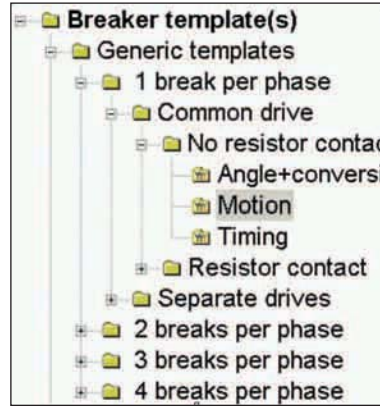 Breaker template(s)
Generic templates
1 break per phase
Common drive
No resistor contac
Angle+conversi
Motion
Timing
Resistor contact
Separate drives
2 breaks per phase
3 breaks per phase
4 breaks per phase